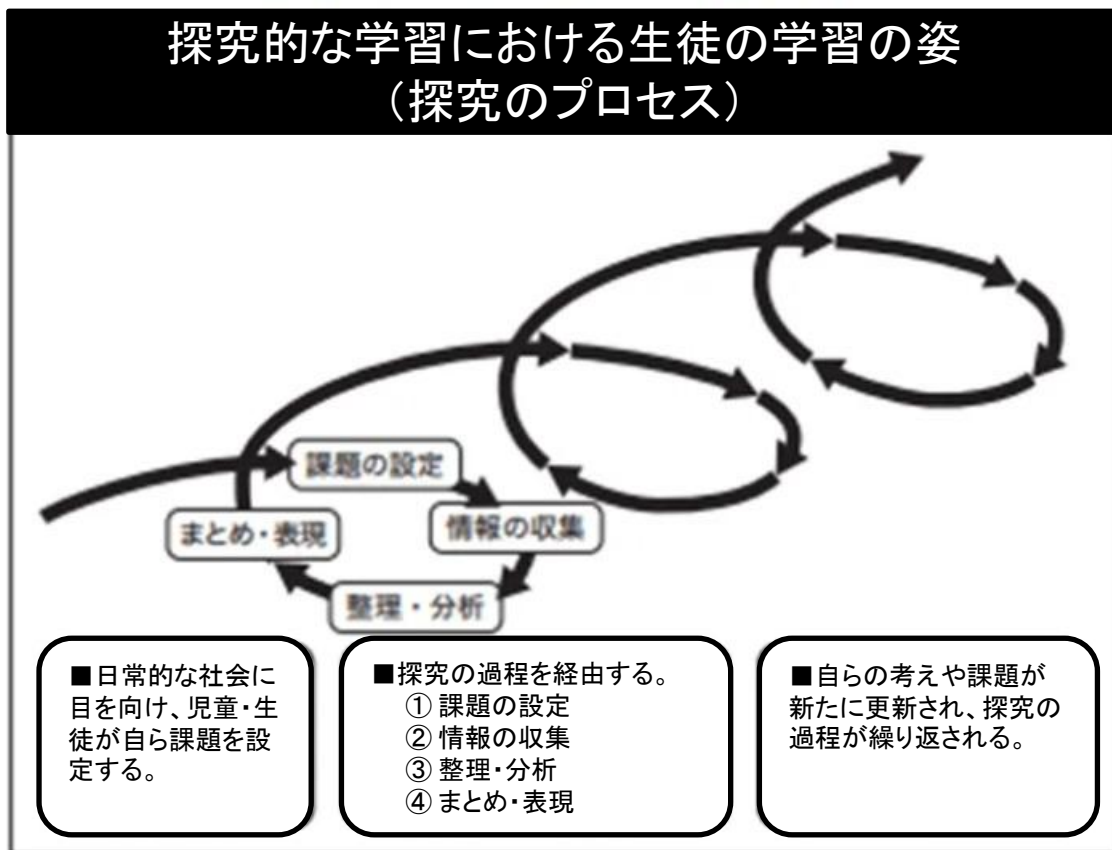 探究的な学習における生徒の学習の姿
（探究のプロセス）
課題の設定
まとめ・表現
情報の収集
整理・分析
■日常的な社会に
目を向け、児童・生
徒が自ら課題を設
定する。
■探究の過程を経由する。
① 課題の設定
② 情報の収集
③ 整理・分析
④ まとめ・表現
■自らの考えや課題が
新たに更新され、探究の
過程が繰り返される。